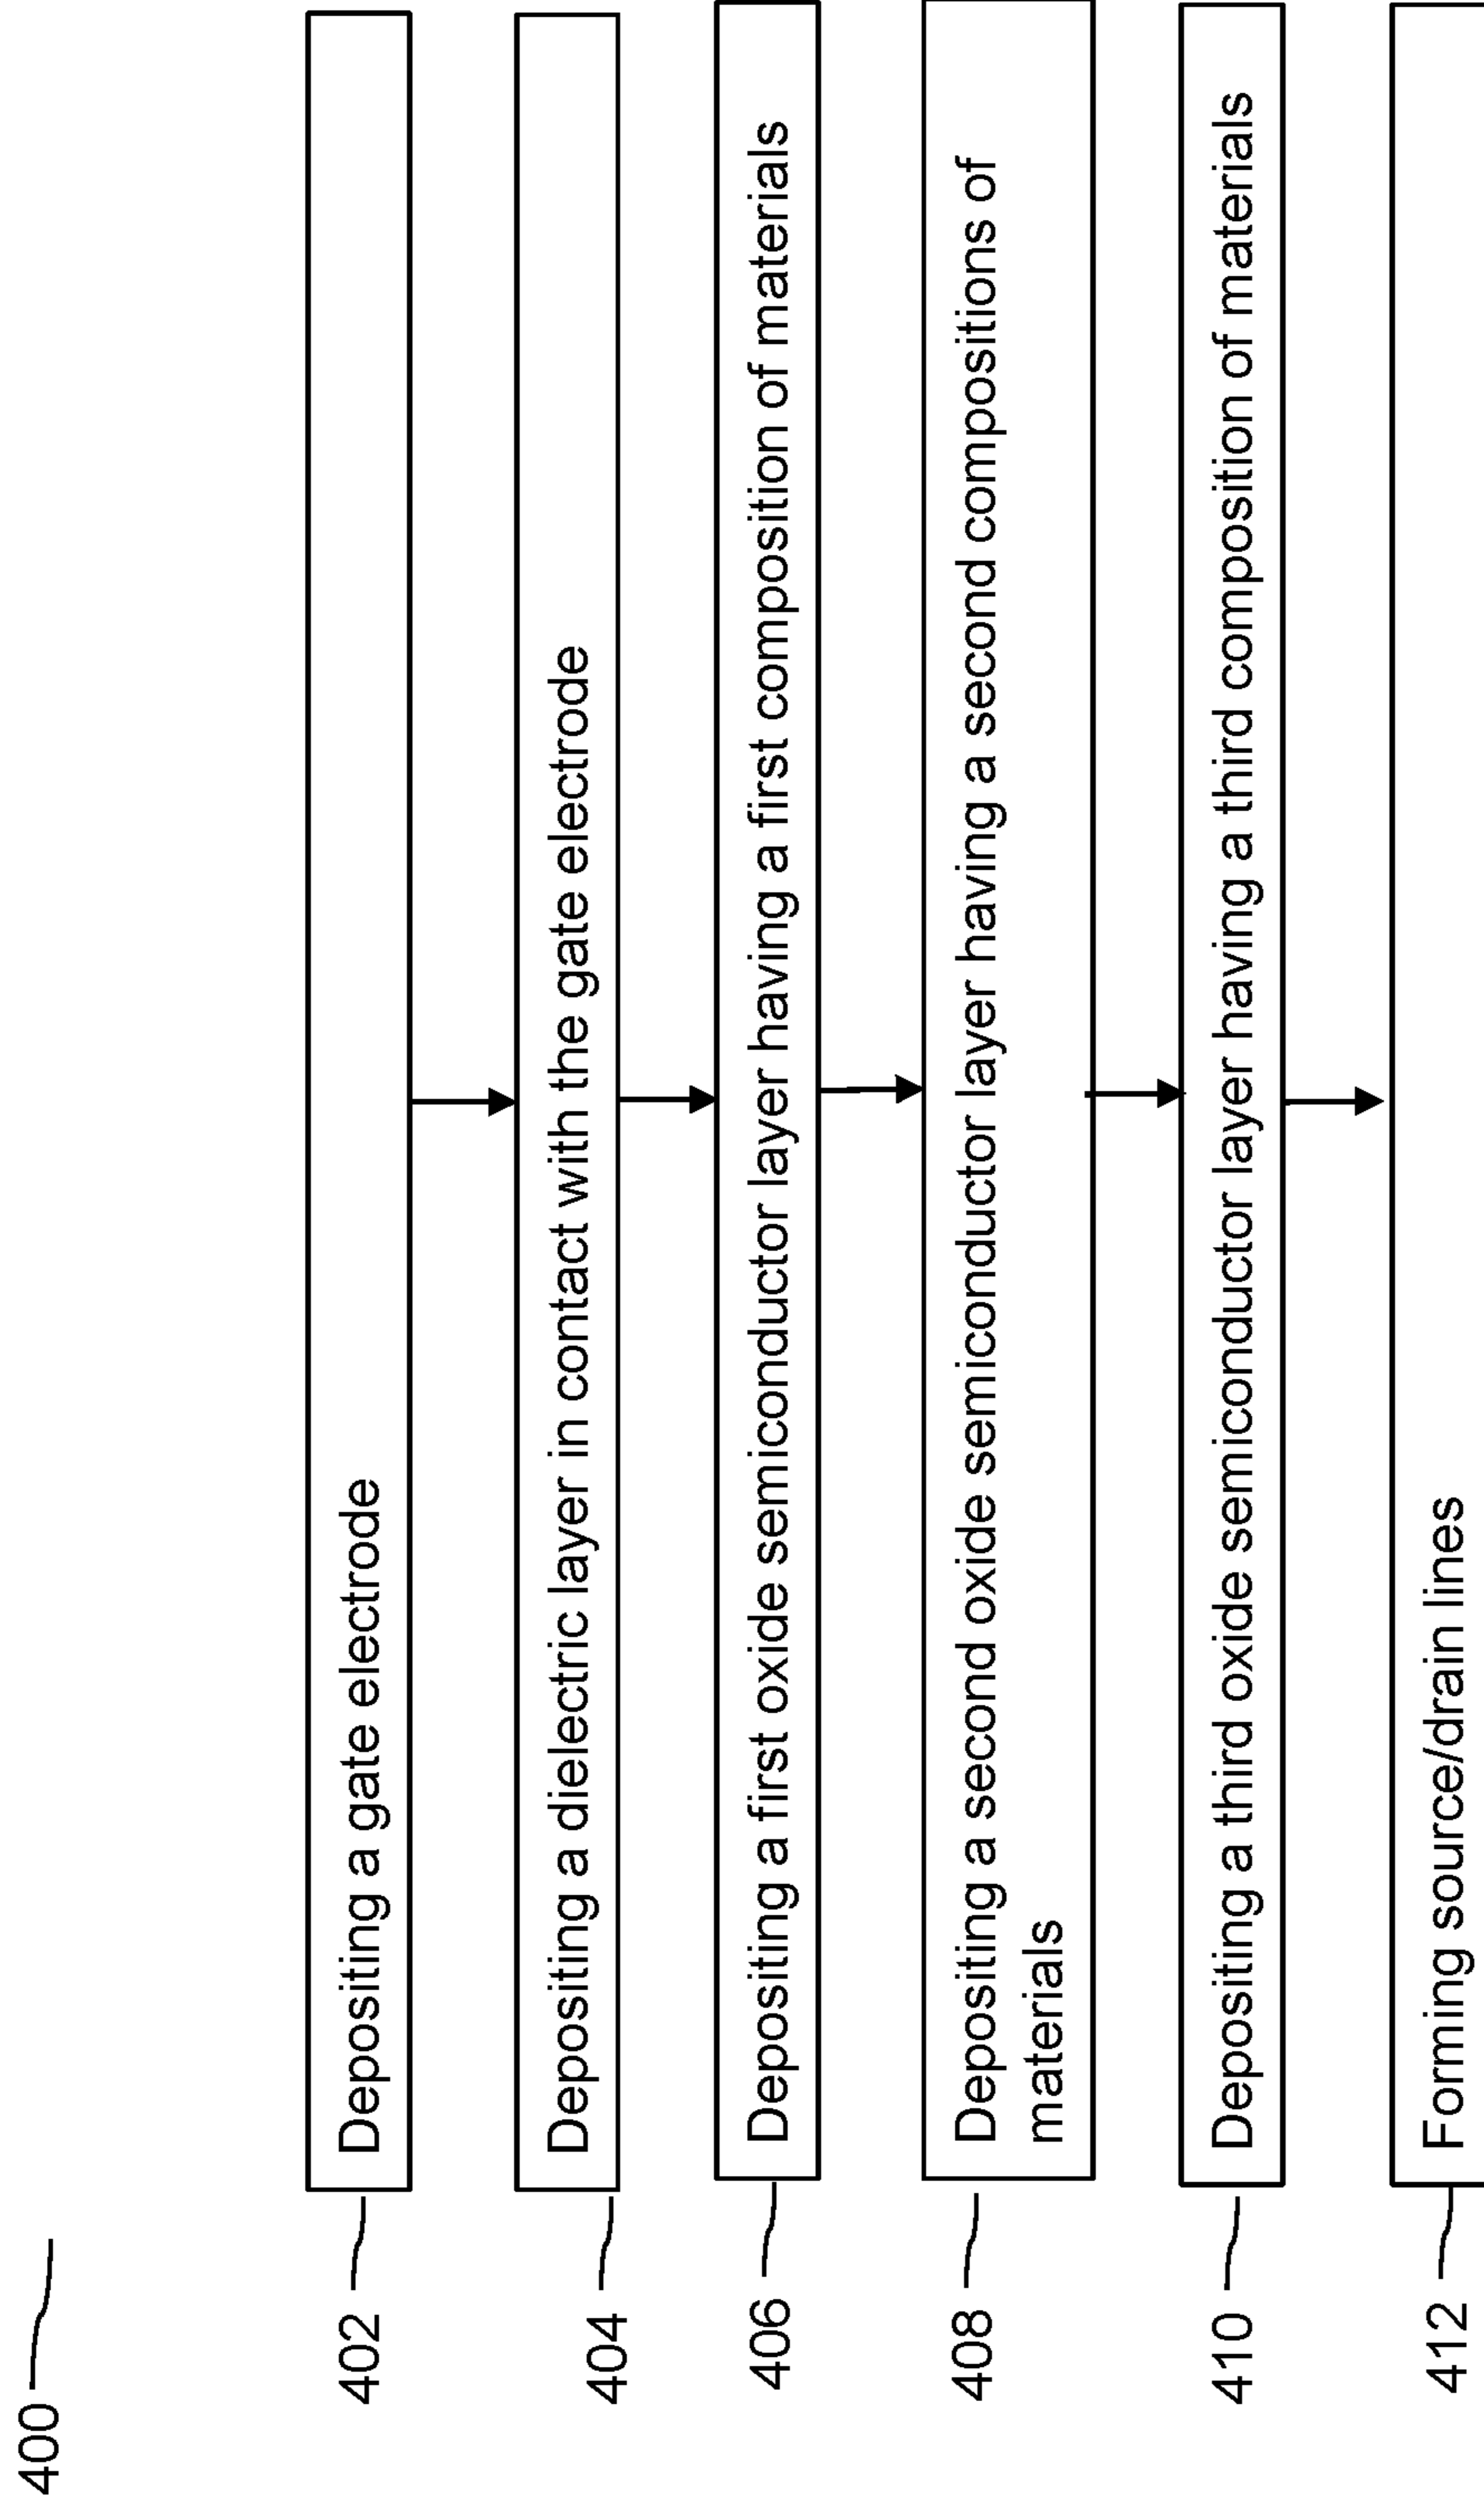 400
402
Depositing a gate electrode
404
Depositing a dielectric layer in contact with the gate electrode
406
Depositing a first oxide semiconductor layer having a first composition of materials
408
Depositing a second oxide semiconductor layer having a second compositions of
materials
410
Depositing a third oxide semiconductor layer having a third composition of materials
412
Forming source/drain lines